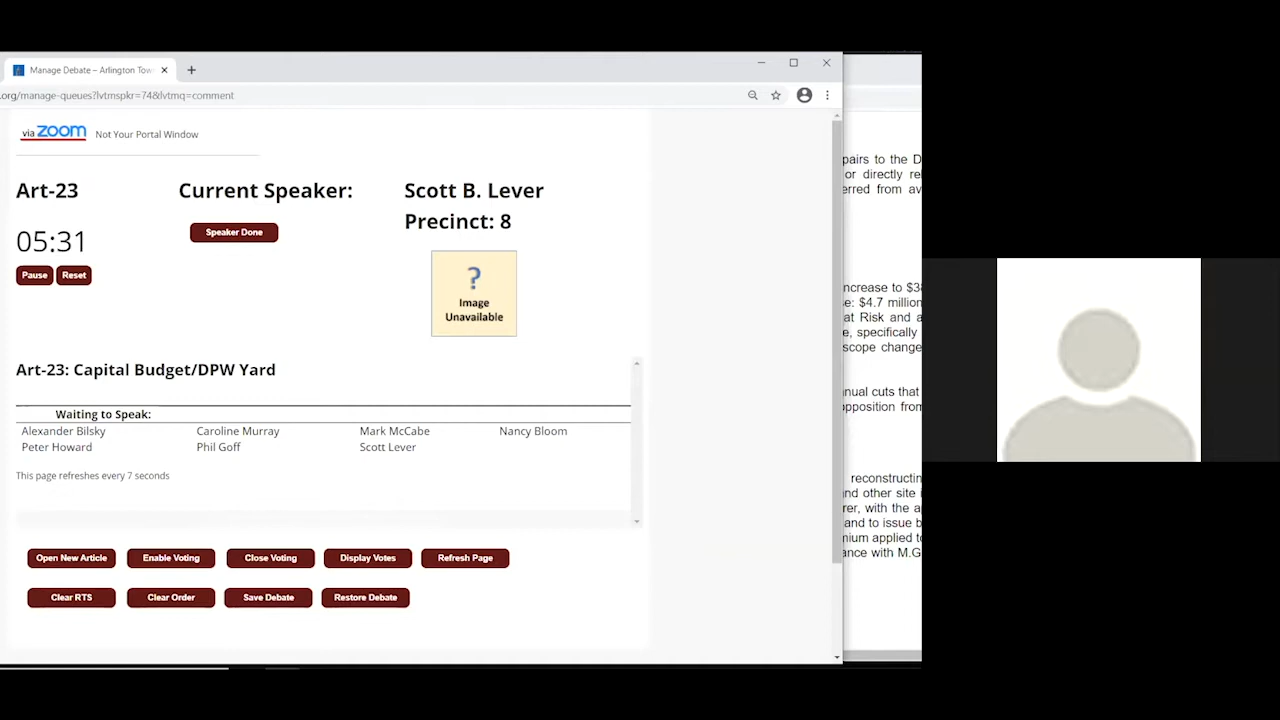 Manage Debate – Arlington Tow
.org/manage-queues?lvtmspkr=74&lvtmq=comment
via zoom Not Your Portal Window
Art-23
Current Speaker:
Scott B. Lever
Precinct: 8
Speaker Done
05:31
Pause Reset
?
Image
Unavailable
Art-23: Capital Budget/DPW Yard
Waiting to Speak:
Alexander Bilsky Caroline Murray Mark McCabe Nancy Bloom
Peter Howard Phil Goff Scott Lever
This page refreshes every 7 seconds
Open New Article Enable Voting Close Voting Display Votes Refresh Page
Clear RTS Clear Order Save Debate Restore Debate
pairs to the D
or directly re
erred from av
ncrease to $38
e: $4.7 million
at Risk and a
e, specifically
scope change
nual cuts that
opposition from
reconstructing
nd other site i
rer, with the a
and to issue b
mium applied to
ance with M.G